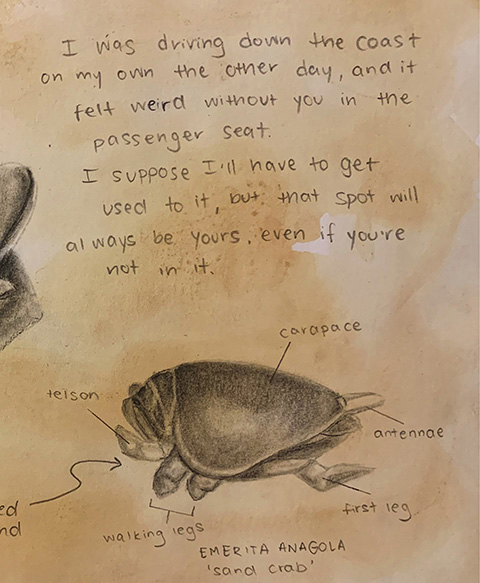 I was driving down the coast
on my own the other day, and it
felt weird without you in the
passenger seat.
I suppose I'll have to get
used to it, but that spot will
always be yours, even if you're
not in it.
carapace
telson
antennae
first leg
walking legs
EMERITA ANAGOLA
'sand crab'